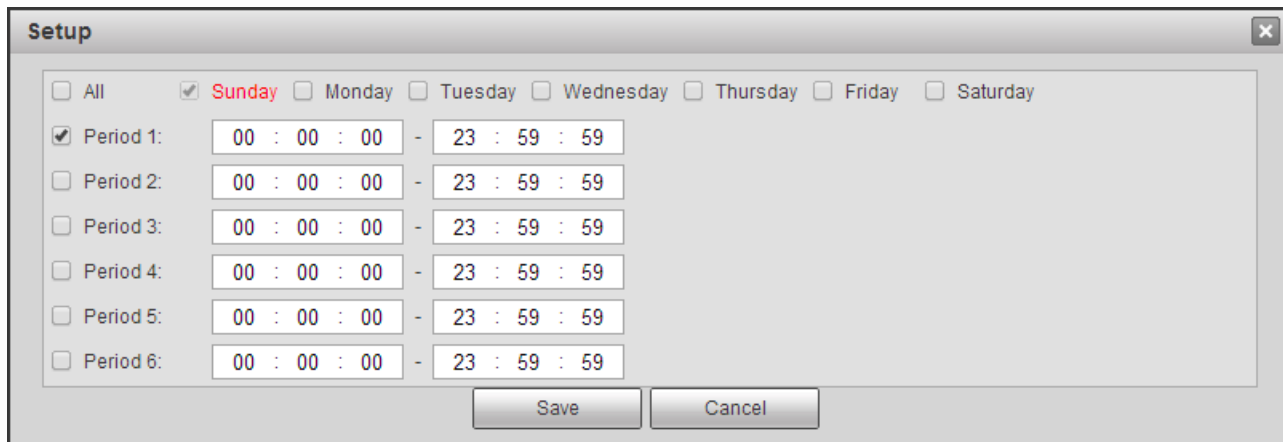 Setup
All Sunday Monday Tuesday Wednesday Thursday Friday Saturday
Period 1: 00 : 00 : 00 - 23 : 59 : 59
Period 2: 00 : 00 : 00 - 23 : 59 : 59
Period 3: 00 : 00 : 00 - 23 : 59 : 59
Period 4: 00 : 00 : 00 - 23 : 59 : 59
Period 5: 00 : 00 : 00 - 23 : 59 : 59
Period 6: 00 : 00 : 00 - 23 : 59 : 59
Save Cancel